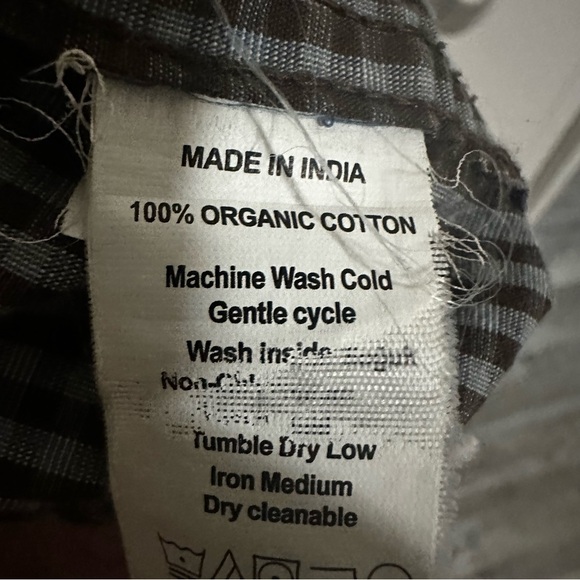 MADE IN INDIA
100% ORGANIC COTTON
Machine Wash Cold
Gentle cycle
Wash inside
Tumble Dry Low
Iron Medium
Dry cleanable